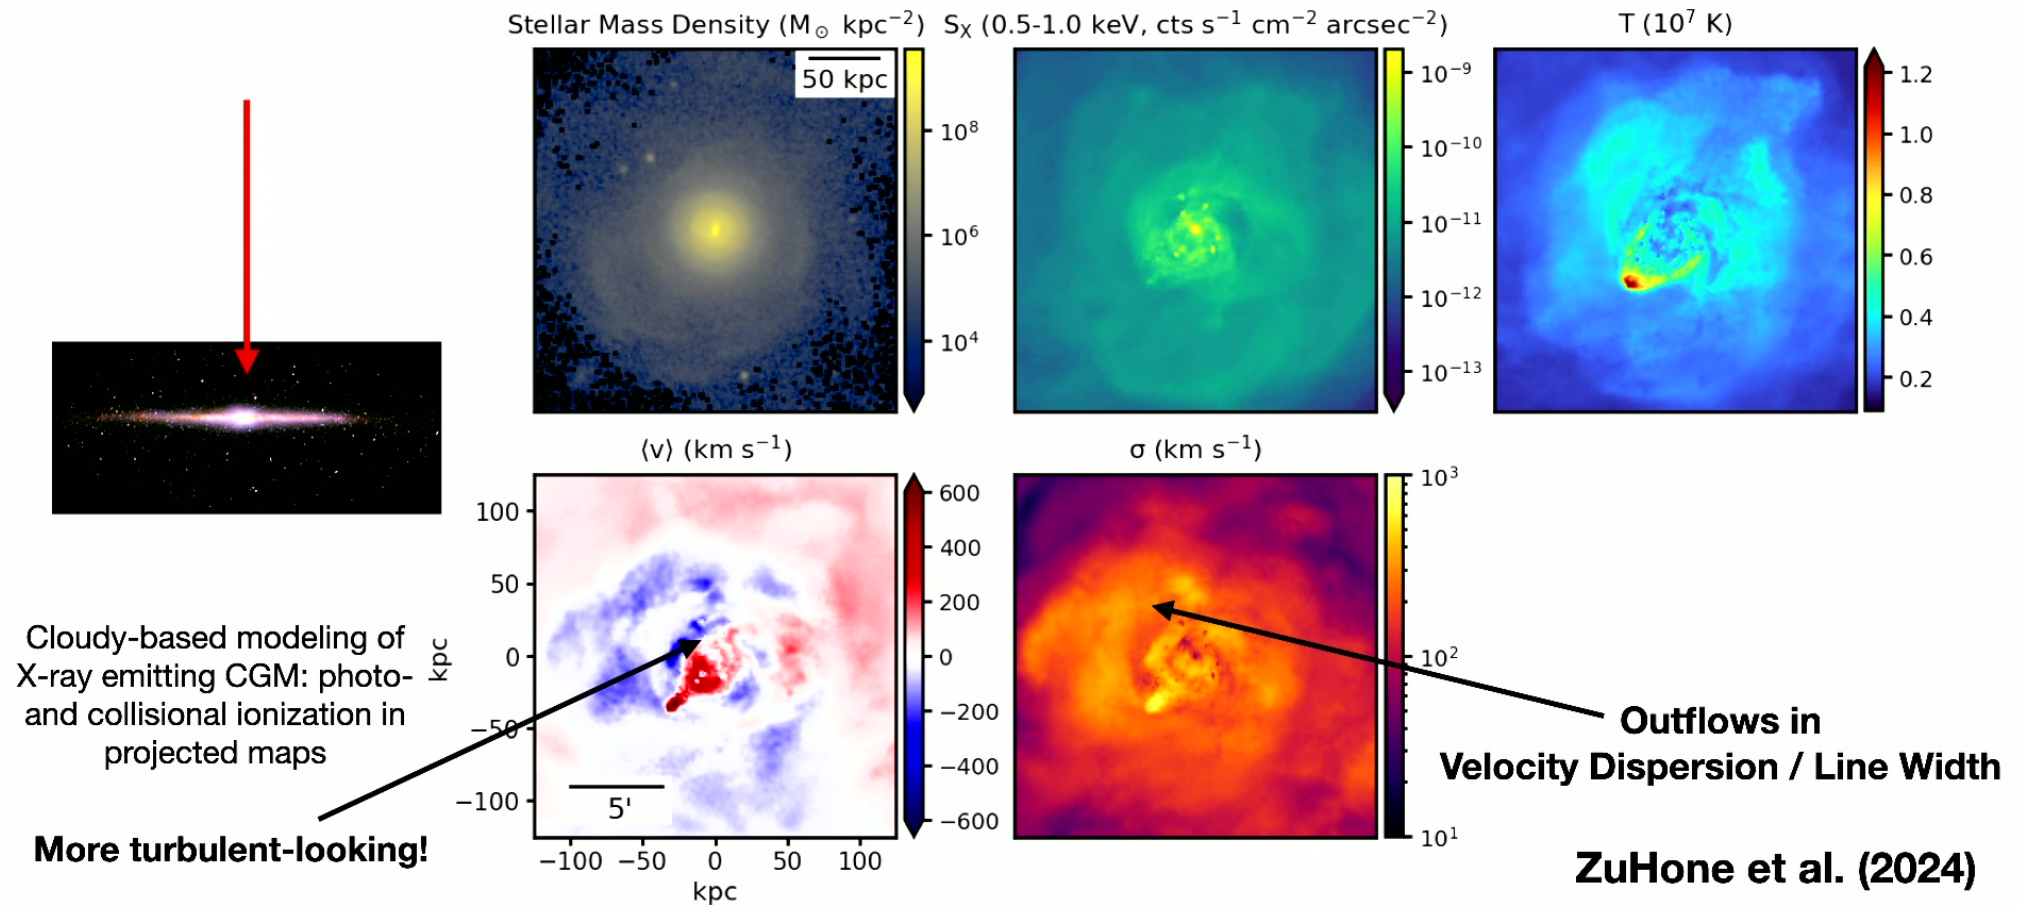 Stellar Mass Density (M⊙ kpc⁻²)
50 kpc
10⁸
10⁶
10⁴
S_X (0.5-1.0 keV, cts s⁻¹ cm⁻² arcsec⁻²)
10⁻⁹
10⁻¹⁰
10⁻¹¹
10⁻¹²
10⁻¹³
T (10⁷ K)
1.2
1.0
0.8
0.6
0.4
0.2
⟨v⟩ (km s⁻¹)
100
50
0
−50
−100
kpc
5'
−100 −50 0 50 100
kpc
600
400
200
0
−200
−400
−600
σ (km s⁻¹)
10³
10²
10¹
Cloudy-based modeling of
X-ray emitting CGM: photo-
and collisional ionization in
projected maps
More turbulent-looking!
Outflows in
Velocity Dispersion / Line Width
ZuHone et al. (2024)